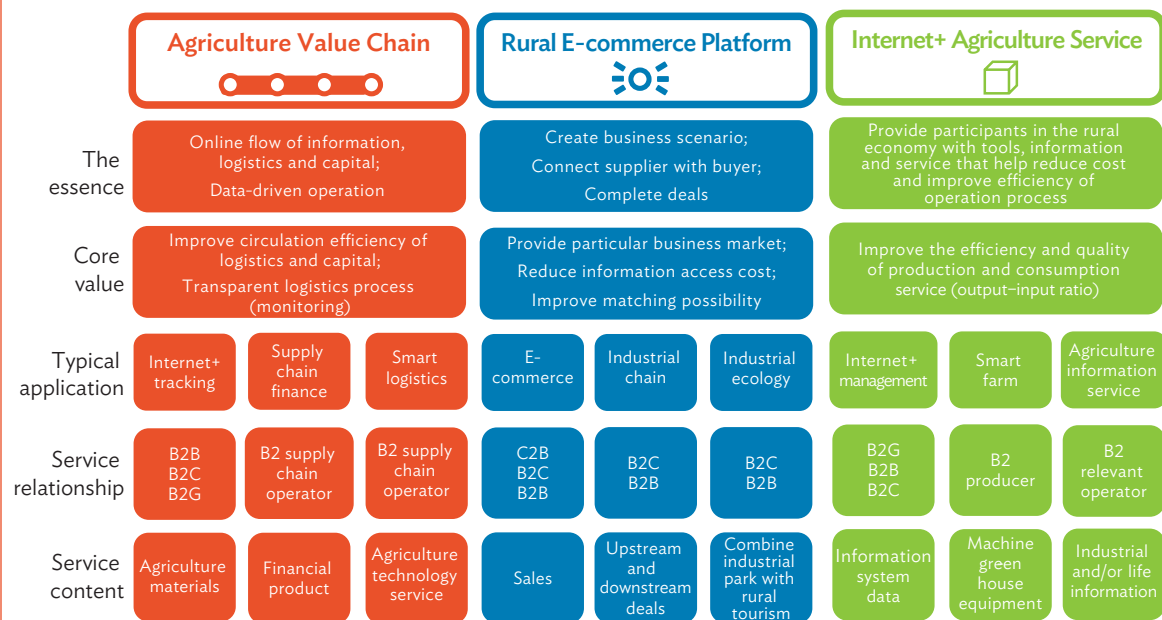 Agriculture Value Chain
Rural E-commerce Platform
Internet+ Agriculture Service
The
essence
Online flow of information,
logistics and capital;
Data-driven operation
Create business scenario;
Connect supplier with buyer;
Complete deals
Provide participants in the rural
economy with tools, information
and service that help reduce cost
and improve efficiency of
operation process
Core
value
Improve circulation efficiency of
logistics and capital;
Transparent logistics process
(monitoring)
Provide particular business market;
Reduce information access cost;
Improve matching possibility
Improve the efficiency and quality
of production and consumption
service (output–input ratio)
Typical
application
Internet+
tracking
Supply
chain
finance
Smart
logistics
E-
commerce
Industrial
chain
Industrial
ecology
Internet+
management
Smart
farm
Agriculture
information
service
Service
relationship
B2B
B2C
B2G
B2 supply
chain
operator
B2 supply
chain
operator
C2B
B2C
B2B
B2C
B2B
B2C
B2B
B2G
B2B
B2C
B2
producer
B2
relevant
operator
Service
content
Agriculture
materials
Financial
product
Agriculture
technology
service
Sales
Upstream
and
downstream
deals
Combine
industrial
park with
rural
tourism
Information
system
data
Machine
green
house
equipment
Industrial
and/or life
information